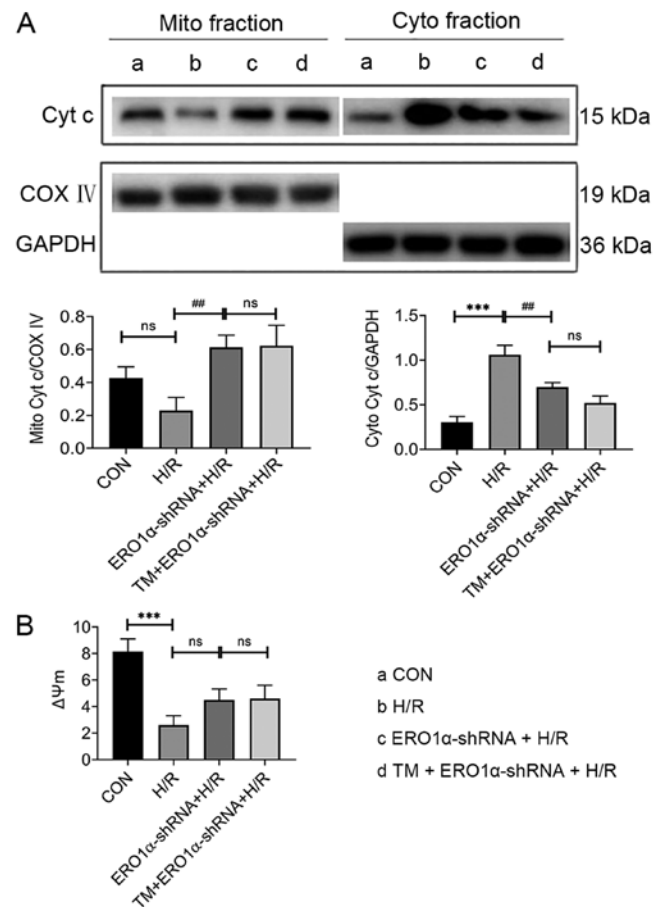 A
Mito fraction Cyto fraction
a b c d a b c d
Cyt c 15 kDa
COX Ⅳ 19 kDa
GAPDH 36 kDa
Mito Cyt c/COX IV
0.8
0.6
0.4
0.2
0.0
ns
##
ns
CON
H/R
ERO1α-shRNA+H/R
TM+ERO1α-shRNA+H/R
Cyto Cyt c/GAPDH
1.5
1.0
0.5
0.0
***
##
ns
CON
H/R
ERO1α-shRNA+H/R
TM+ERO1α-shRNA+H/R
B
ΔΨm
10
8
6
4
2
0
***
ns
ns
CON
H/R
ERO1α-shRNA+H/R
TM+ERO1α-shRNA+H/R
a CON
b H/R
c ERO1α-shRNA + H/R
d TM + ERO1α-shRNA + H/R